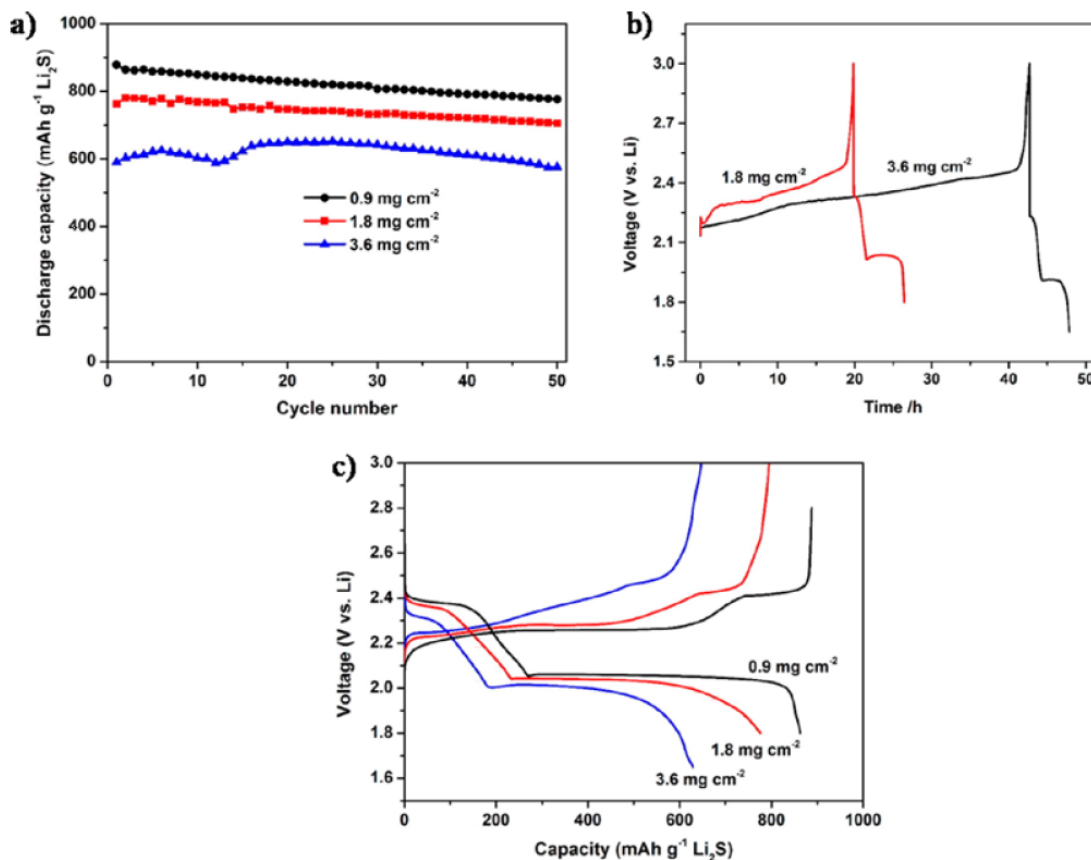 a)
1000
800
600
400
200
0
Discharge capacity (mAh g⁻¹ Li₂S)
0.9 mg cm⁻²
1.8 mg cm⁻²
3.6 mg cm⁻²
0 10 20 30 40 50
Cycle number
b)
3.0
2.7
2.4
2.1
1.8
1.5
Voltage (V vs. Li)
1.8 mg cm⁻²
3.6 mg cm⁻²
0 10 20 30 40 50
Time /h
c)
3.0
2.8
2.6
2.4
2.2
2.0
1.8
1.6
Voltage (V vs. Li)
0.9 mg cm⁻²
1.8 mg cm⁻²
3.6 mg cm⁻²
0 200 400 600 800 1000
Capacity (mAh g⁻¹ Li₂S)